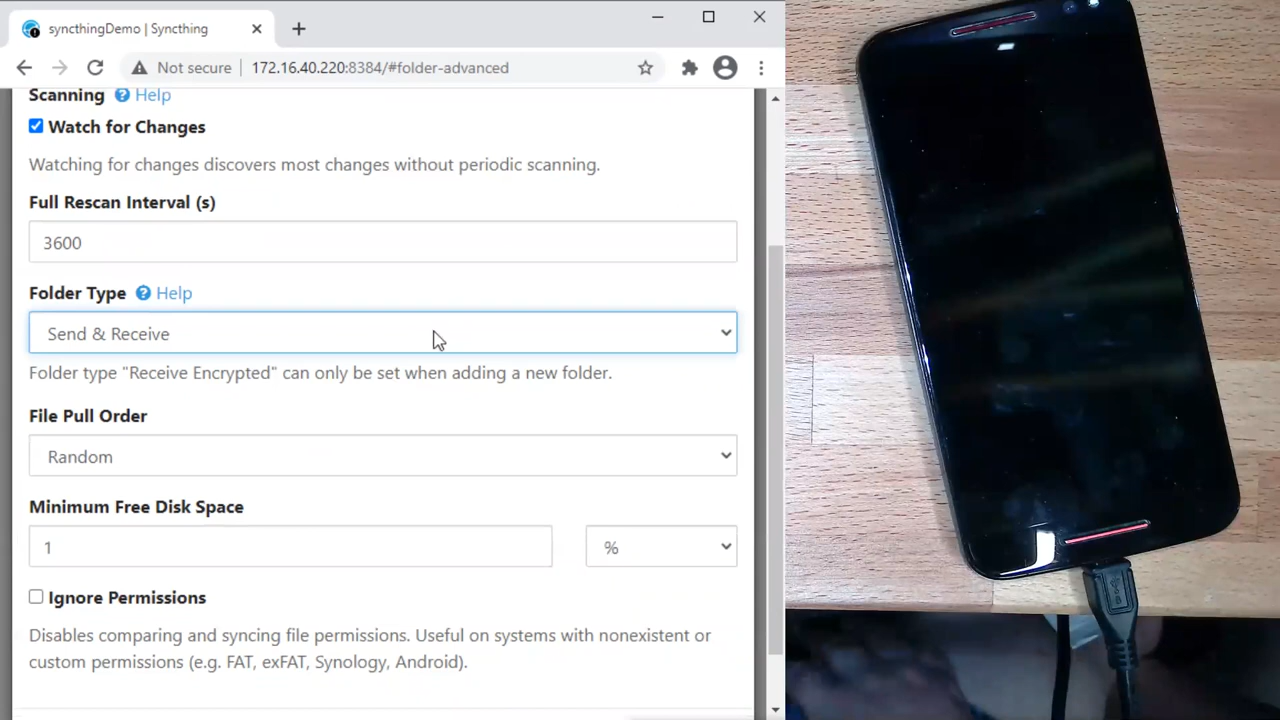 syncthingDemo | Syncthing
Not secure
172.16.40.220:8384/#folder-advanced
Scanning Help
Watch for Changes
Watching for changes discovers most changes without periodic scanning.
Full Rescan Interval (s)
3600
Folder Type Help
Send & Receive
Folder type "Receive Encrypted" can only be set when adding a new folder.
File Pull Order
Random
Minimum Free Disk Space
1 %
Ignore Permissions
Disables comparing and syncing file permissions. Useful on systems with nonexistent or
custom permissions (e.g. FAT, exFAT, Synology, Android).